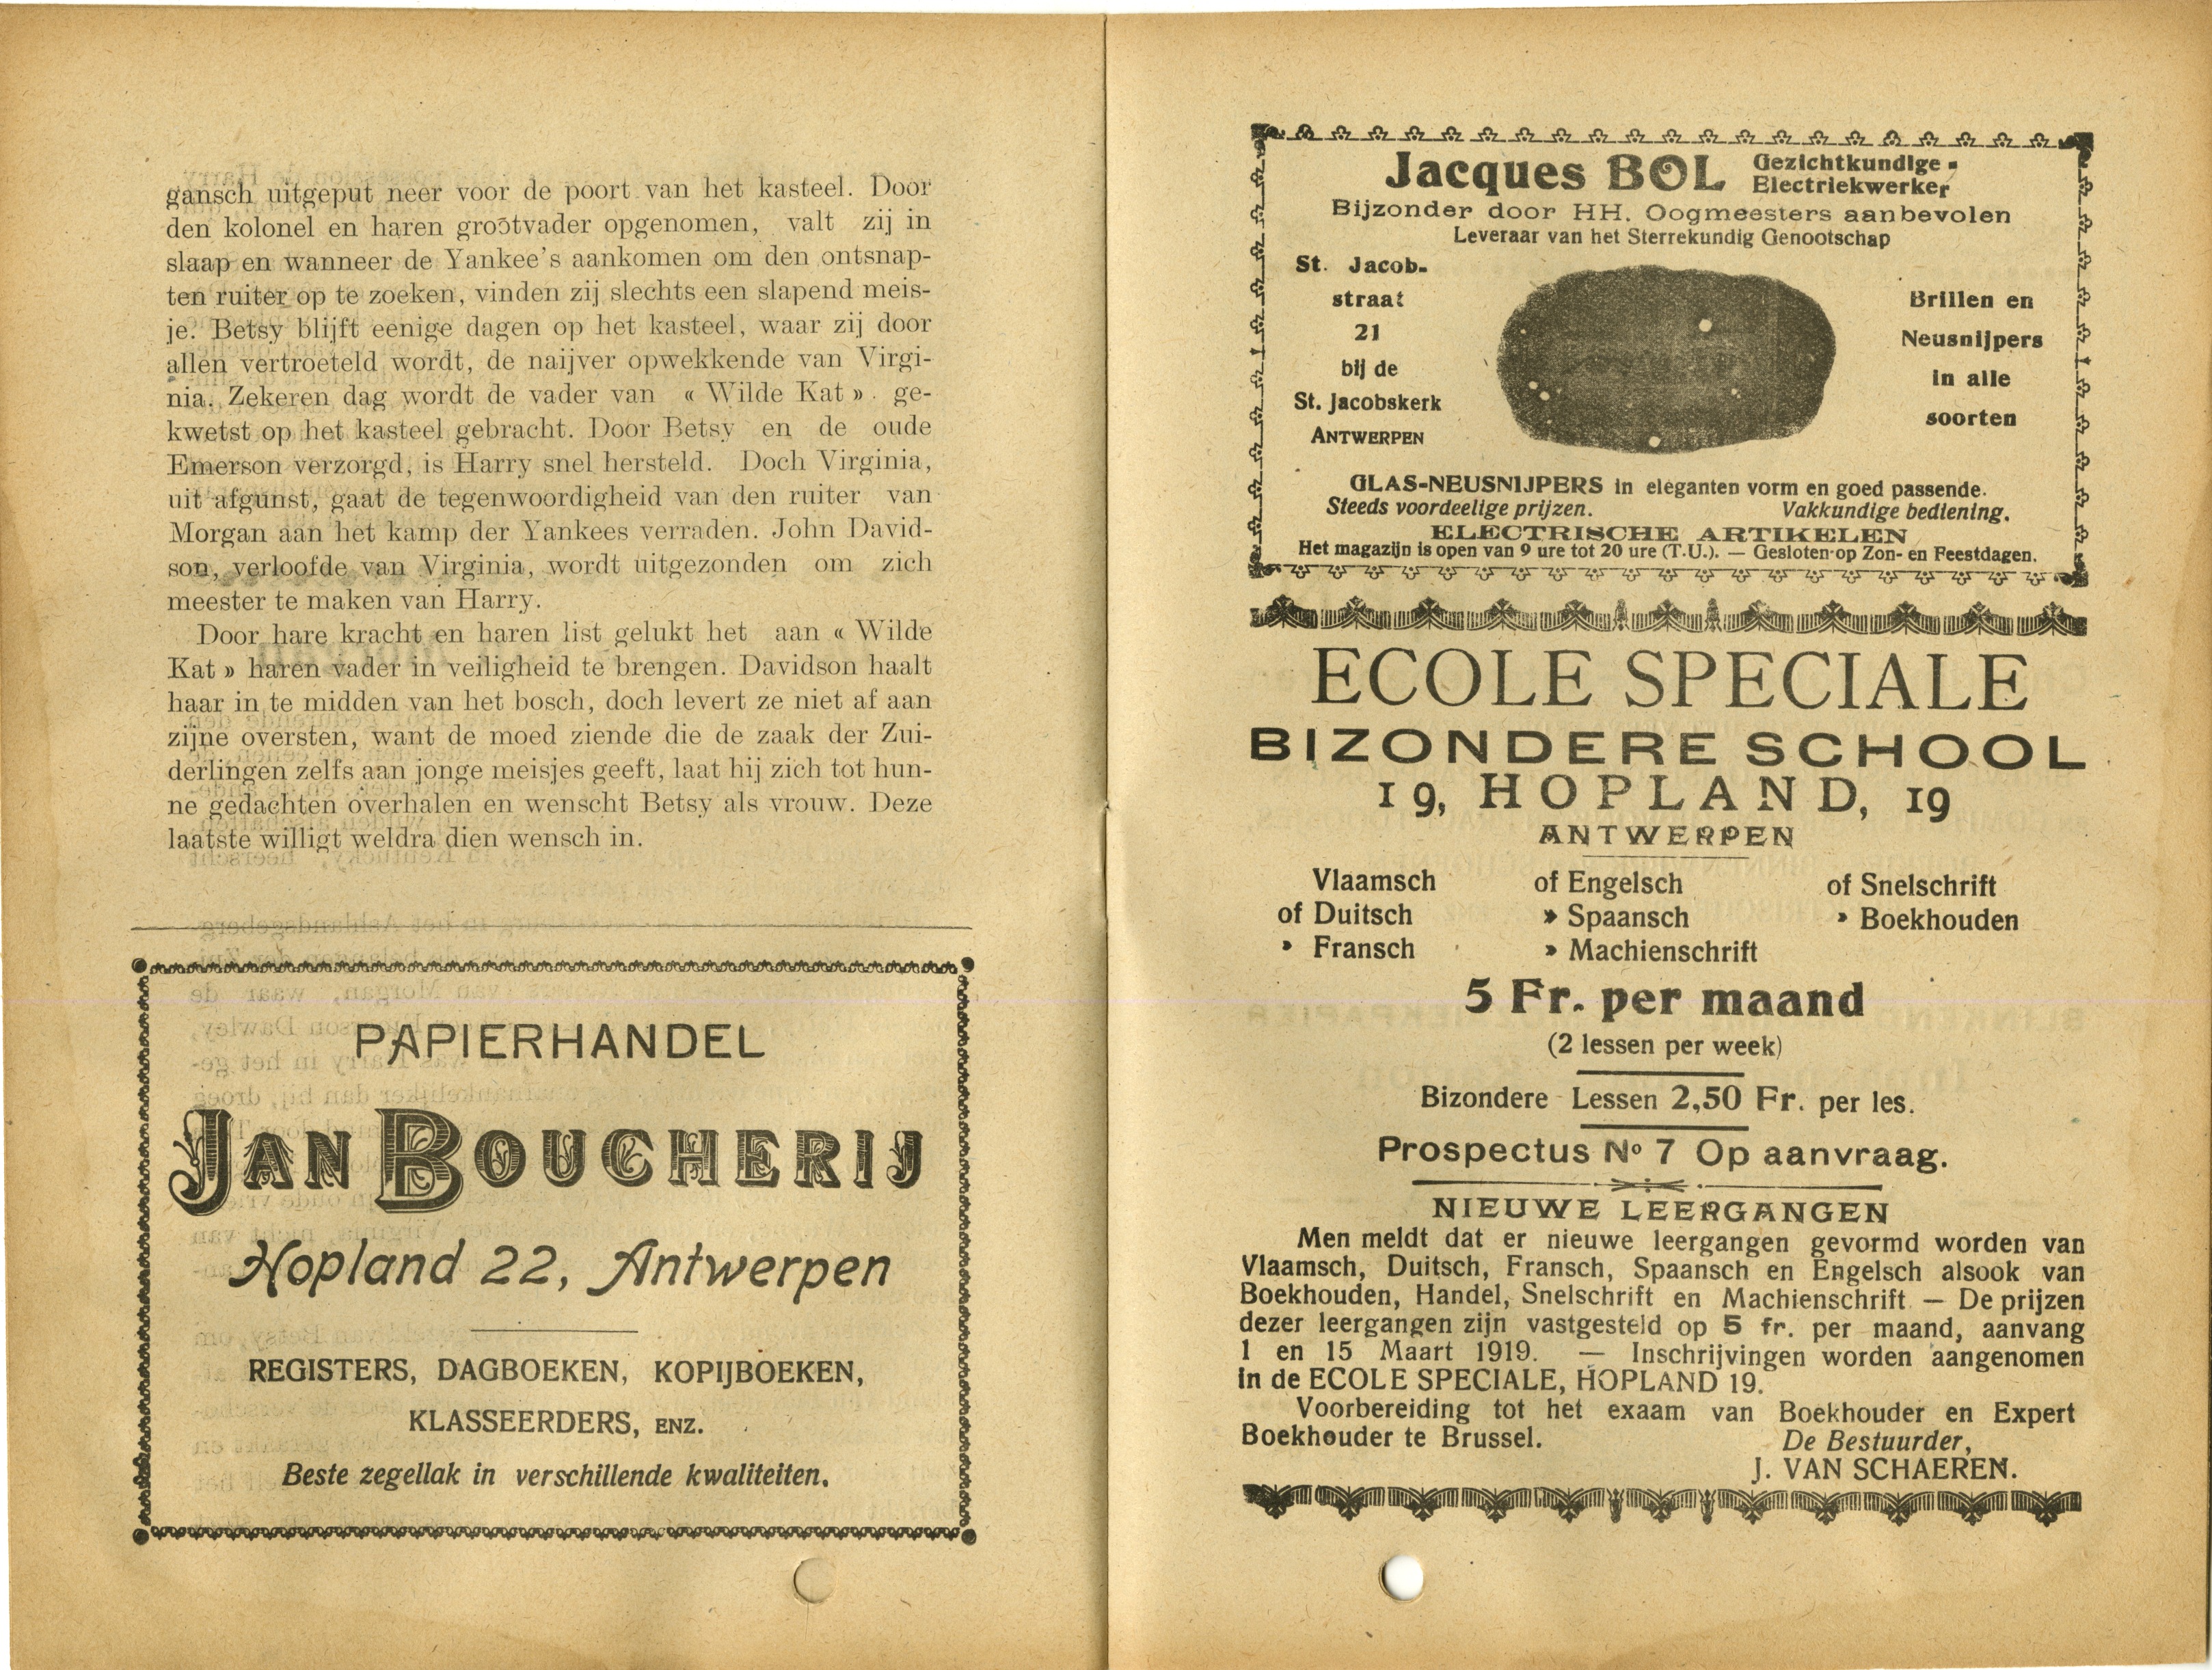 gansch uitgeput neer voor de poort van het kasteel. Door
den kolonel en haren grootvader opgenomen, valt zij in
slaap en wanneer de Yankee's aankomen om den ontsnap-
ten ruiter op te zoeken, vinden zij slechts een slapend meis-
je. Betsy blijft eenige dagen op het kasteel, waar zij door
allen vertroeteld wordt, de naijver opwekkende van Virgi-
nia. Zekeren dag wordt de vader van « Wilde Kat » ge-
kwetst op het kasteel gebracht. Door Betsy en de oude
Emerson verzorgd, is Harry snel hersteld. Doch Virginia,
uit afgunst, gaat de tegenwoordigheid van den ruiter van
Morgan aan het kamp der Yankees verraden. John David-
son, verloofde van Virginia, wordt uitgezonden om zich
meester te maken van Harry.
Door hare kracht en haren list gelukt het aan « Wilde
Kat » haren vader in veiligheid te brengen. Davidson haalt
haar in te midden van het bosch, doch levert ze niet af aan
zijne oversten, want de moed ziende die de zaak der Zui-
derlingen zelfs aan jonge meisjes geeft, laat hij zich tot hun-
ne gedachten overhalen en wenscht Betsy als vrouw. Deze
laatste willigt weldra dien wensch in.
PAPIERHANDEL
JAN BOUCHERIJ
Hopland 22, Antwerpen
REGISTERS, DAGBOEKEN, KOPIJBOEKEN,
KLASSEERDERS, ENZ.
Beste zegellak in verschillende kwaliteiten.
Jacques BOL Gezichtkundige -
Electriekwerker
Bijzonder door HH. Oogmeesters aanbevolen
Leveraar van het Sterrekundig Genootschap
St. Jacob-
straat
21
bij de
St. Jacobskerk
ANTWERPEN
Brillen en
Neusnijpers
in alle
soorten
GLAS-NEUSNIJPERS in eleganten vorm en goed passende.
Steeds voordeelige prijzen. Vakkundige bediening.
ELECTRISCHE ARTIKELEN
Het magazijn is open van 9 ure tot 20 ure (T.U.). — Gesloten op Zon- en Feestdagen.
ECOLE SPECIALE
BIZONDERE SCHOOL
19, HOPLAND, 19
ANTWERPEN
Vlaamsch of Engelsch of Snelschrift
of Duitsch » Spaansch » Boekhouden
» Fransch » Machienschrift
5 Fr. per maand
(2 lessen per week)
Bizondere Lessen 2,50 Fr. per les.
Prospectus Nº 7 Op aanvraag.
NIEUWE LEERGANGEN
Men meldt dat er nieuwe leergangen gevormd worden van
Vlaamsch, Duitsch, Fransch, Spaansch en Engelsch alsook van
Boekhouden, Handel, Snelschrift en Machienschrift — De prijzen
dezer leergangen zijn vastgesteld op 5 fr. per maand, aanvang
1 en 15 Maart 1919. — Inschrijvingen worden aangenomen
in de ECOLE SPECIALE, HOPLAND 19.
Voorbereiding tot het exaam van Boekhouder en Expert
Boekhouder te Brussel.
De Bestuurder,
J. VAN SCHAEREN.